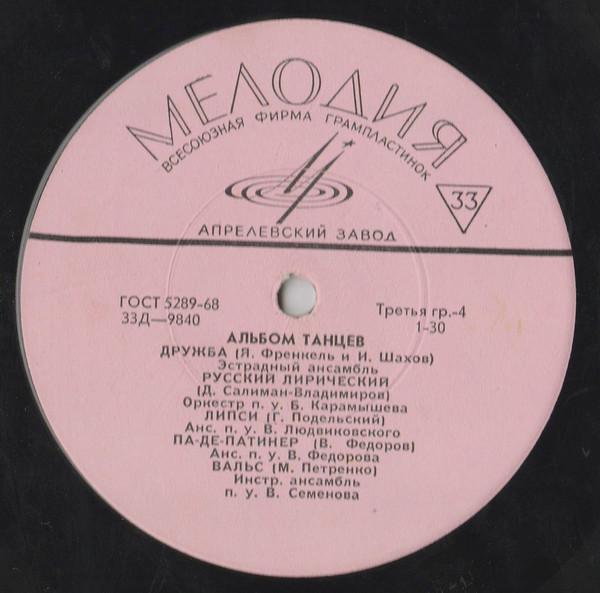 МЕЛОДИЯ
ВСЕСОЮЗНАЯ ФИРМА ГРАМПЛАСТИНОК
33
АПРЕЛЕВСКИЙ ЗАВОД
ГОСТ 5289-68
33Д—9840
Третья гр.-4
1-30
АЛЬБОМ ТАНЦЕВ
ДРУЖБА (Я. Френкель и И. Шахов)
Эстрадный ансамбль
РУССКИЙ ЛИРИЧЕСКИЙ
(Д. Салиман-Владимиров)
Оркестр п. у. Б. Карамышева
ЛИПСИ (Г. Подельский)
Анс. п. у. В. Людвиковского
ПА-ДЕ-ПАТИНЕР (В. Федоров)
Анс. п. у. В. Федорова
ВАЛЬС (М. Петренко)
Инстр. ансамбль
п. у. В. Семенова